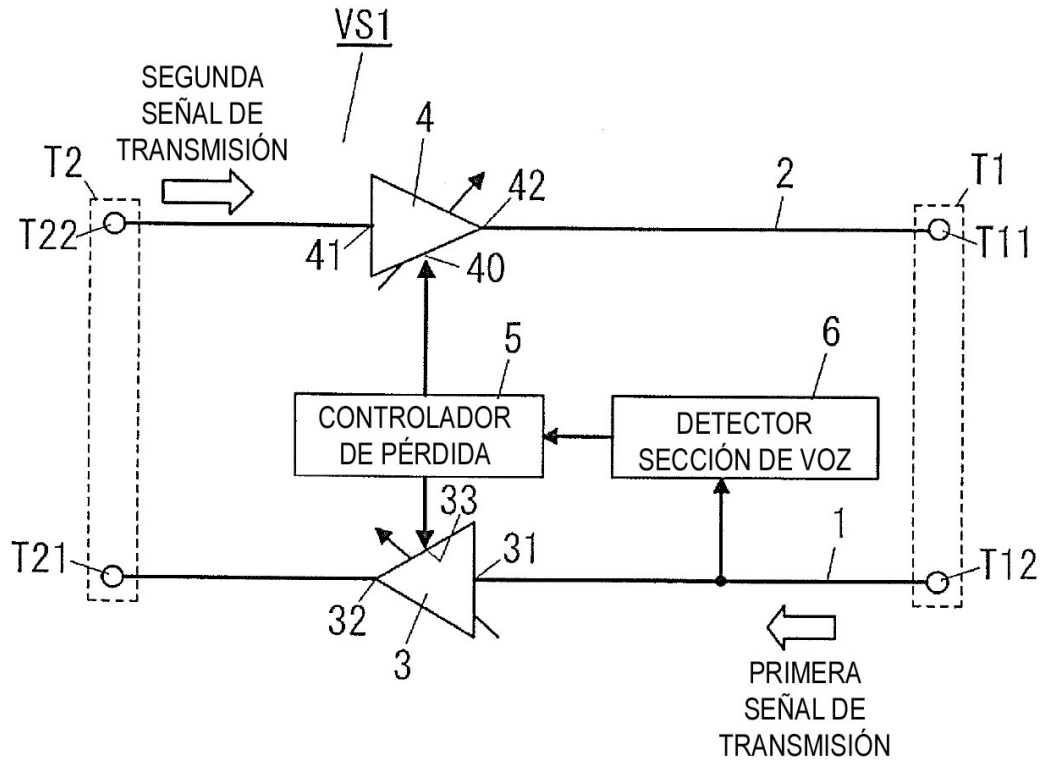 VS1
SEGUNDA
SEÑAL DE
TRANSMISIÓN
T2
4
42
2
T1
T22
41
40
T11
5
6
CONTROLADOR
DE PÉRDIDA
DETECTOR
SECCIÓN DE VOZ
33
31
1
T21
32
3
T12
PRIMERA
SEÑAL DE
TRANSMISIÓN